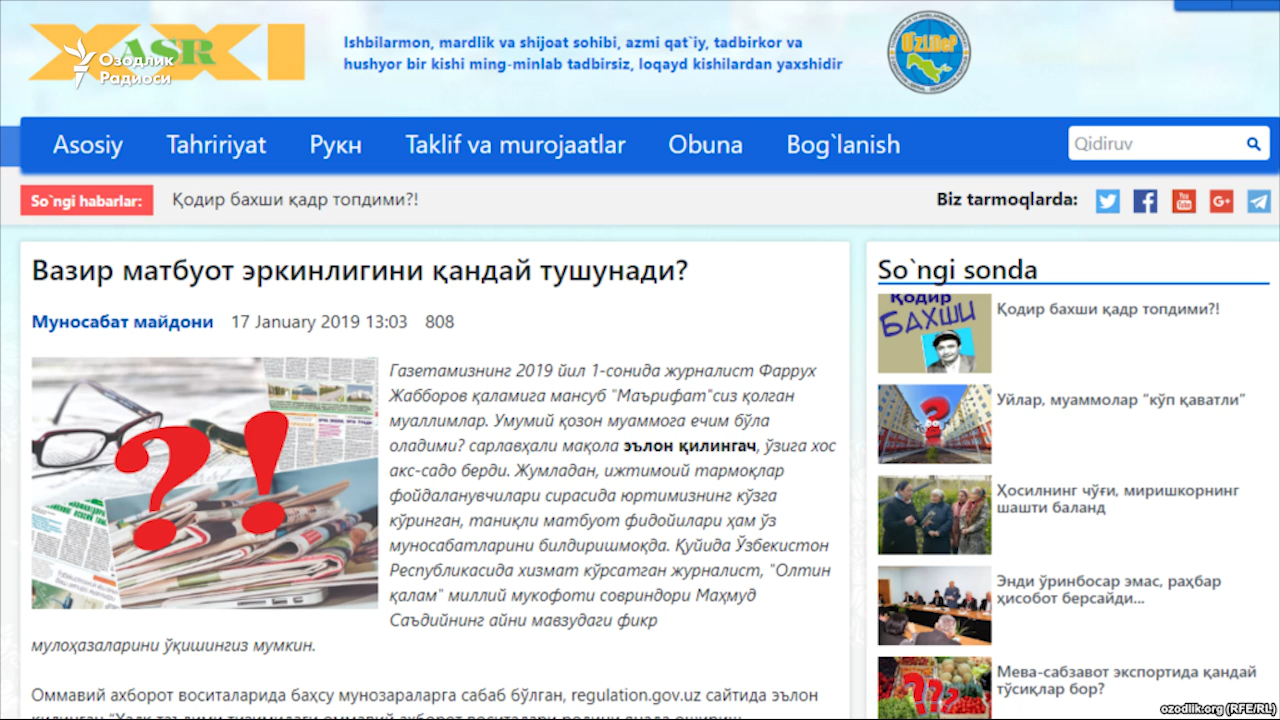 XXI
ASR
Озодлик
Радиоси
Ishbilarmon, mardlik va shijoat sohibi, azmi qat`iy, tadbirkor va
hushyor bir kishi ming-minlab tadbirsiz, loqayd kishilardan yaxshidir
UzLiDeP
Asosiy Tahririyat Рукн Taklif va murojaatlar Obuna Bog`lanish Qidiruv
So`ngi habarlar: Қодир бахши қадр топдими?! Biz tarmoqlarda:
Вазир матбуот эркинлигини қандай тушунади?
Муносабат майдони 17 January 2019 13:03 808
?!
Газетамизнинг 2019 йил 1-сонида журналист Фаррух
Жабборов қаламига мансуб "Маърифат"сиз қолган
муаллимлар. Умумий қозон муаммога ечим бўла
оладими? сарлавҳали мақола эълон қилингач, ўзига хос
акс-садо берди. Жумладан, ижтимоий тармоқлар
фойдаланувчилари сирасида юртимизнинг кўзга
кўринган, таниқли матбуот фидойилари ҳам ўз
муносабатларини билдиришмоқда. Қуйида Ўзбекистон
Республикасида хизмат кўрсатган журналист, "Олтин
қалам" миллий мукофоти совриндори Маҳмуд
Саъдийнинг айни мавзудаги фикр
мулоҳазаларини ўқишингиз мумкин.
Оммавий ахборот воситаларида баҳсу мунозараларга сабаб бўлган, regulation.gov.uz сайтида эълон
So`ngi sonda
Қодир
БАХШИ
Қодир бахши қадр топдими?!
Уйлар, муаммолар “кўп қаватли”
Ҳосилнинг чўғи, миришкорнинг
шашти баланд
Энди ўринбосар эмас, раҳбар
ҳисобот берсайди...
???
Мева-сабзавот экспортида қандай
тўсиқлар бор?
ozodlik.org (RFE/RL)